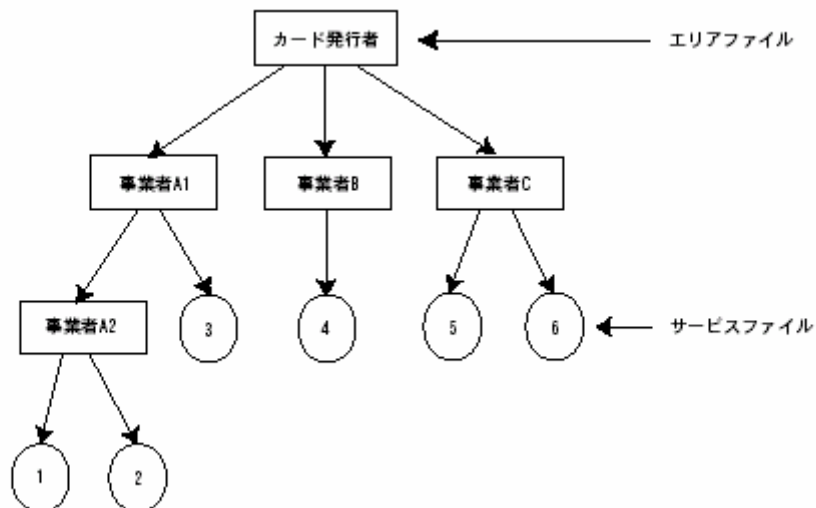 カード発行者
エリアファイル
事業者A1
事業者B
事業者C
事業者A2
3
4
5
6
サービスファイル
1
2